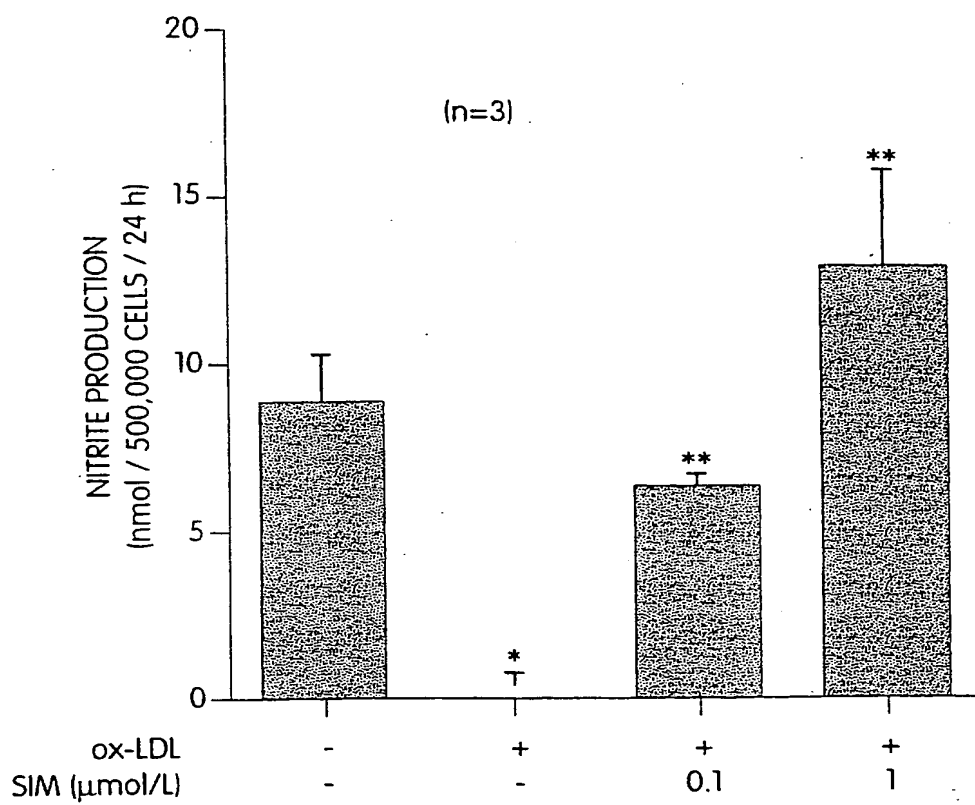 20
(n=3)
**
15
NITRITE PRODUCTION
(nmol / 500,000 CELLS / 24 h)
10
**
5
*
0
ox-LDL - + + +
SIM (μmol/L) - - 0.1 1